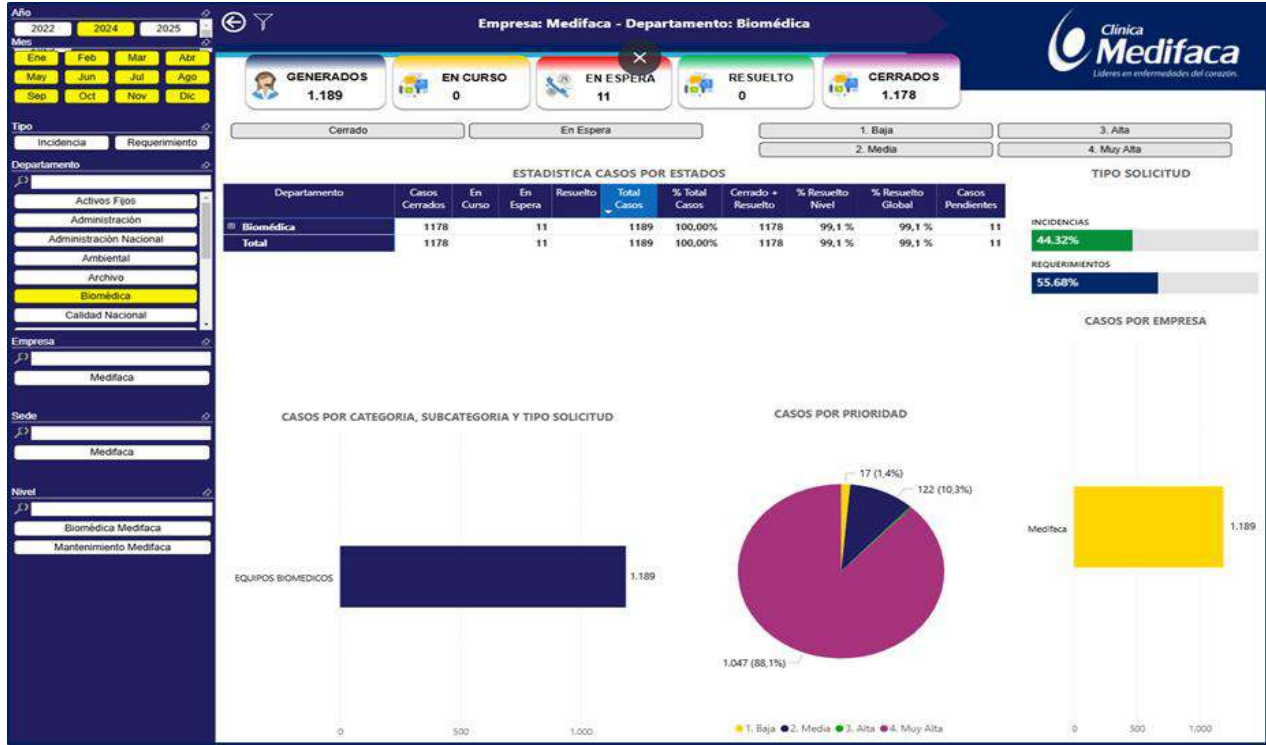 Año
2022 2024 2025
Mes
Ene Feb Mar Abr
May Jun Jul Ago
Sep Oct Nov Dic
Tipo
Incidencia Requerimiento
Departamento
Activos Fijos
Administración
Administración Nacional
Ambiental
Archivo
Biomédica
Calidad Nacional
Empresa
Medifaca
Sede
Medifaca
Nivel
Biomédica Medifaca
Mantenimiento Medifaca
Empresa: Medifaca - Departamento: Biomédica
Clínica
Medifaca
Líderes en enfermedades del corazón.
GENERADOS
1.189
EN CURSO
0
EN ESPERA
11
RESUELTO
0
CERRADOS
1.178
Cerrado En Espera 1. Baja 3. Alta
2. Media 4. Muy Alta
ESTADISTICA CASOS POR ESTADOS
Departamento Casos Cerrados En Curso En Espera Resuelto Total Casos % Total Casos Cerrado + Resuelto % Resuelto Nivel % Resuelto Global Casos Pendientes
Biomédica 1178 11 1189 100,00% 1178 99,1 % 99,1 % 11
Total 1178 11 1189 100,00% 1178 99,1 % 99,1 % 11
TIPO SOLICITUD
INCIDENCIAS
44.32%
REQUERIMIENTOS
55.68%
CASOS POR CATEGORIA, SUBCATEGORIA Y TIPO SOLICITUD
EQUIPOS BIOMEDICOS 1.189
0 500 1.000
CASOS POR PRIORIDAD
17 (1,4%)
122 (10,3%)
1.047 (88,1%)
1. Baja 2. Media 3. Alta 4. Muy Alta
CASOS POR EMPRESA
Medifaca 1.189
0 500 1.000